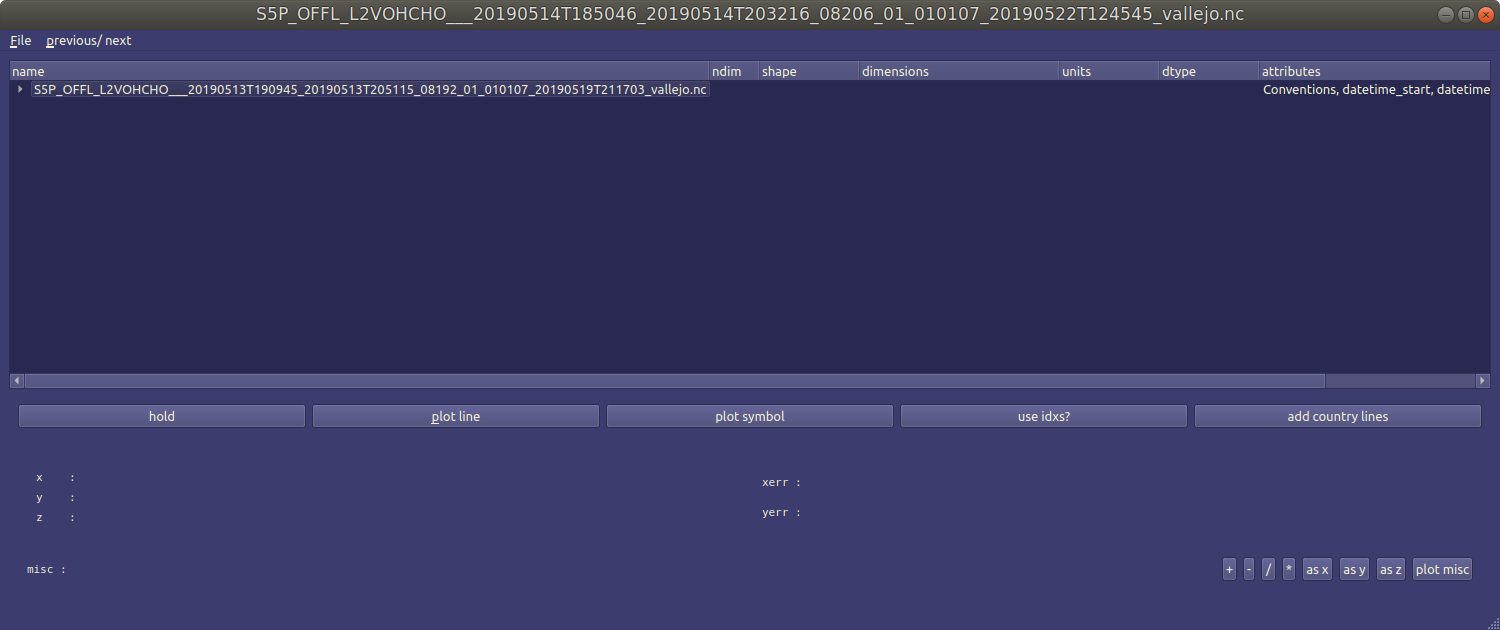 S5P_OFFL_L2VOHCHO___20190514T185046_20190514T203216_08206_01_010107_20190522T124545_vallejo.nc
File previous/ next
name ndim shape dimensions units dtype attributes
S5P_OFFL_L2VOHCHO___20190513T190945_20190513T205115_08192_01_010107_20190519T211703_vallejo.nc Conventions, datetime_start, datetime
hold plot line plot symbol use idxs? add country lines
x :
xerr :
y :
yerr :
z :
misc : + - / * as x as y as z plot misc